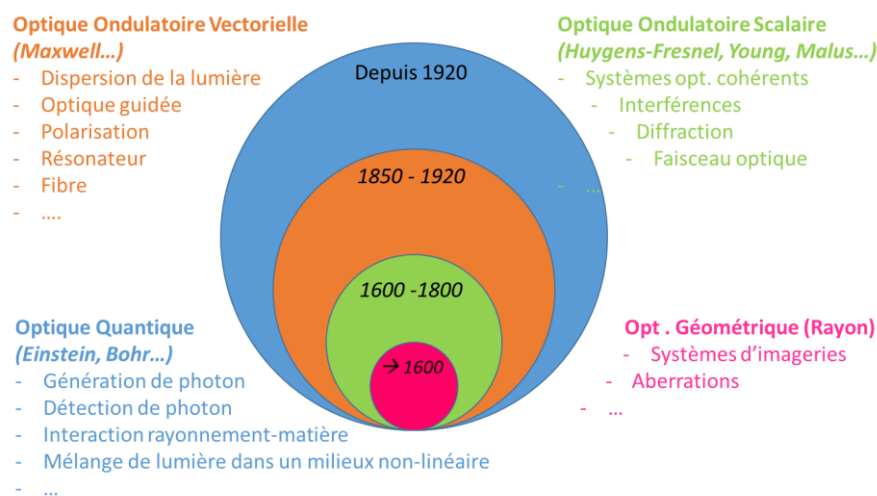 Optique Ondulatoire Vectorielle
(Maxwell…)
- Dispersion de la lumière
- Optique guidée
- Polarisation
- Résonateur
- Fibre
- ….
Optique Ondulatoire Scalaire
(Huygens-Fresnel, Young, Malus…)
- Systèmes opt. cohérents
- Interférences
- Diffraction
- Faisceau optique
- …
Depuis 1920
1850 - 1920
1600 -1800
→ 1600
Optique Quantique
(Einstein, Bohr…)
- Génération de photon
- Détection de photon
- Interaction rayonnement-matière
- Mélange de lumière dans un milieux non-linéaire
- …
Opt . Géométrique (Rayon)
- Systèmes d’imageries
- Aberrations
- …